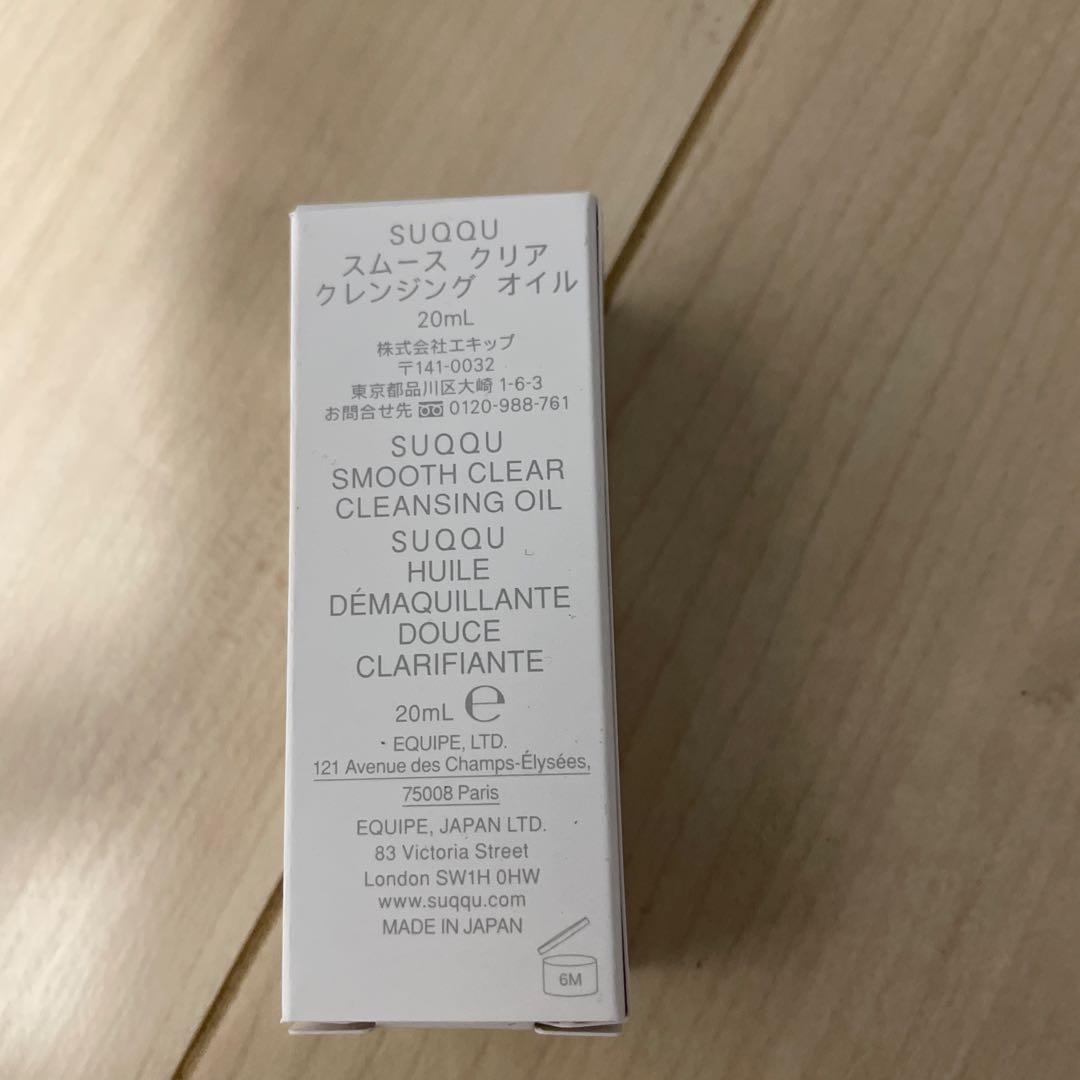 SUQQU
スムース クリア
クレンジング オイル
20mL
株式会社エキップ
〒141-0032
東京都品川区大崎 1-6-3
お問合せ先 0120-988-761
SUQQU
SMOOTH CLEAR
CLEANSING OIL
SUQQU
HUILE
DÉMAQUILLANTE
DOUCE
CLARIFIANTE
20mL ℮
EQUIPE, LTD.
121 Avenue des Champs-Élysées,
75008 Paris
EQUIPE, JAPAN LTD.
83 Victoria Street
London SW1H 0HW
www.suqqu.com
MADE IN JAPAN
6M